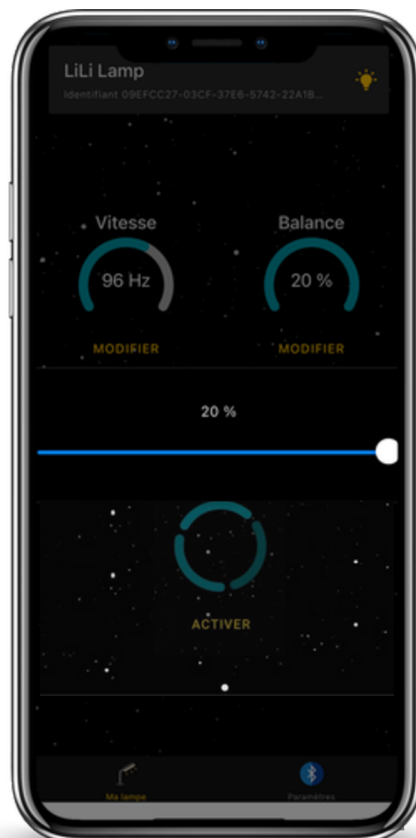 LiLi Lamp
Identifiant 09EFCC27-03CF-37E6-5742-22A1B...
Vitesse
Balance
96 Hz
20 %
MODIFIER
MODIFIER
20 %
ACTIVER
Ma lampe
Paramètres